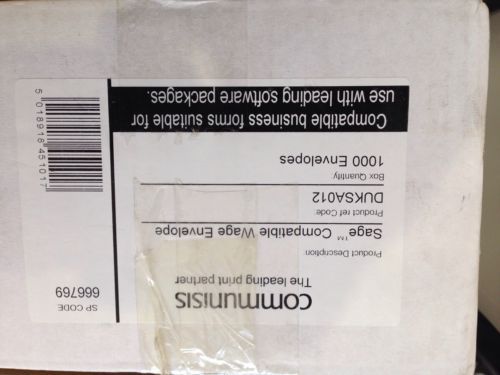 communisis
The leading print partner
Product Description
Sage™ Compatible Wage Envelope
Product ref Code
DUKSA012
Box Quantity
1000 Envelopes
Compatible business forms suitable for
use with leading software packages.
SP CODE
666769
5 018918 451017